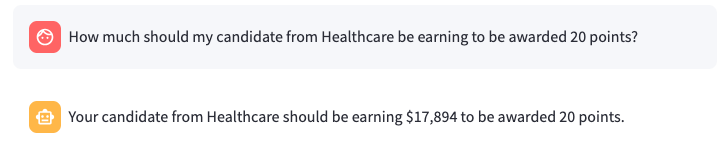 How much should my candidate from Healthcare be earning to be awarded 20 points?
Your candidate from Healthcare should be earning $17,894 to be awarded 20 points.